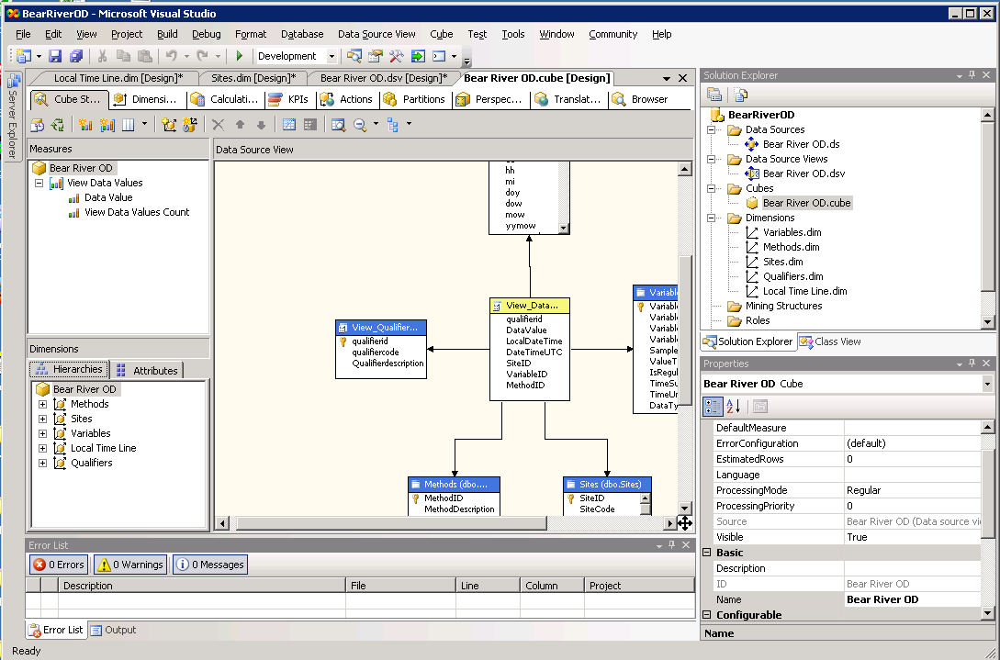 BearRiverOD - Microsoft Visual Studio
File Edit View Project Build Debug Format Database Data Source View Cube Test Tools Window Community Help
Development
Server Explorer
Local Time Line.dim [Design]* Sites.dim [Design]* Bear River OD.dsv [Design]* Bear River OD.cube [Design]
Cube St... Dimensi... Calculati... KPIs Actions Partitions Perspec... Translat... Browser
Measures
Bear River OD
View Data Values
Data Value
View Data Values Count
Dimensions
Hierarchies Attributes
Bear River OD
Methods
Sites
Variables
Local Time Line
Qualifiers
Data Source View
hh
mi
doy
dow
mow
yymow
View_Qualifier...
qualifierid
qualifiercode
Qualifierdescription
View_Data...
qualifierid
DataValue
LocalDateTime
DateTimeUTC
SiteID
VariableID
MethodID
Variabl
Variabl
Variabl
Variabl
Variabl
Sample
ValueT
IsRegul
TimeSu
TimeUn
DataTy
Methods (dbo....
MethodID
MethodDescription
Sites (dbo.Sites)
SiteID
SiteCode
Solution Explorer
BearRiverOD
Data Sources
Bear River OD.ds
Data Source Views
Bear River OD.dsv
Cubes
Bear River OD.cube
Dimensions
Variables.dim
Methods.dim
Sites.dim
Qualifiers.dim
Local Time Line.dim
Mining Structures
Roles
Solution Explorer Class View
Properties
Bear River OD Cube
DefaultMeasure
ErrorConfiguration (default)
EstimatedRows 0
Language
ProcessingMode Regular
ProcessingPriority 0
Source Bear River OD (Data source vi
Visible True
Basic
Description
ID Bear River OD
Name Bear River OD
Configurable
Name
Error List
0 Errors 0 Warnings 0 Messages
Description File Line Column Project
Error List Output
Ready